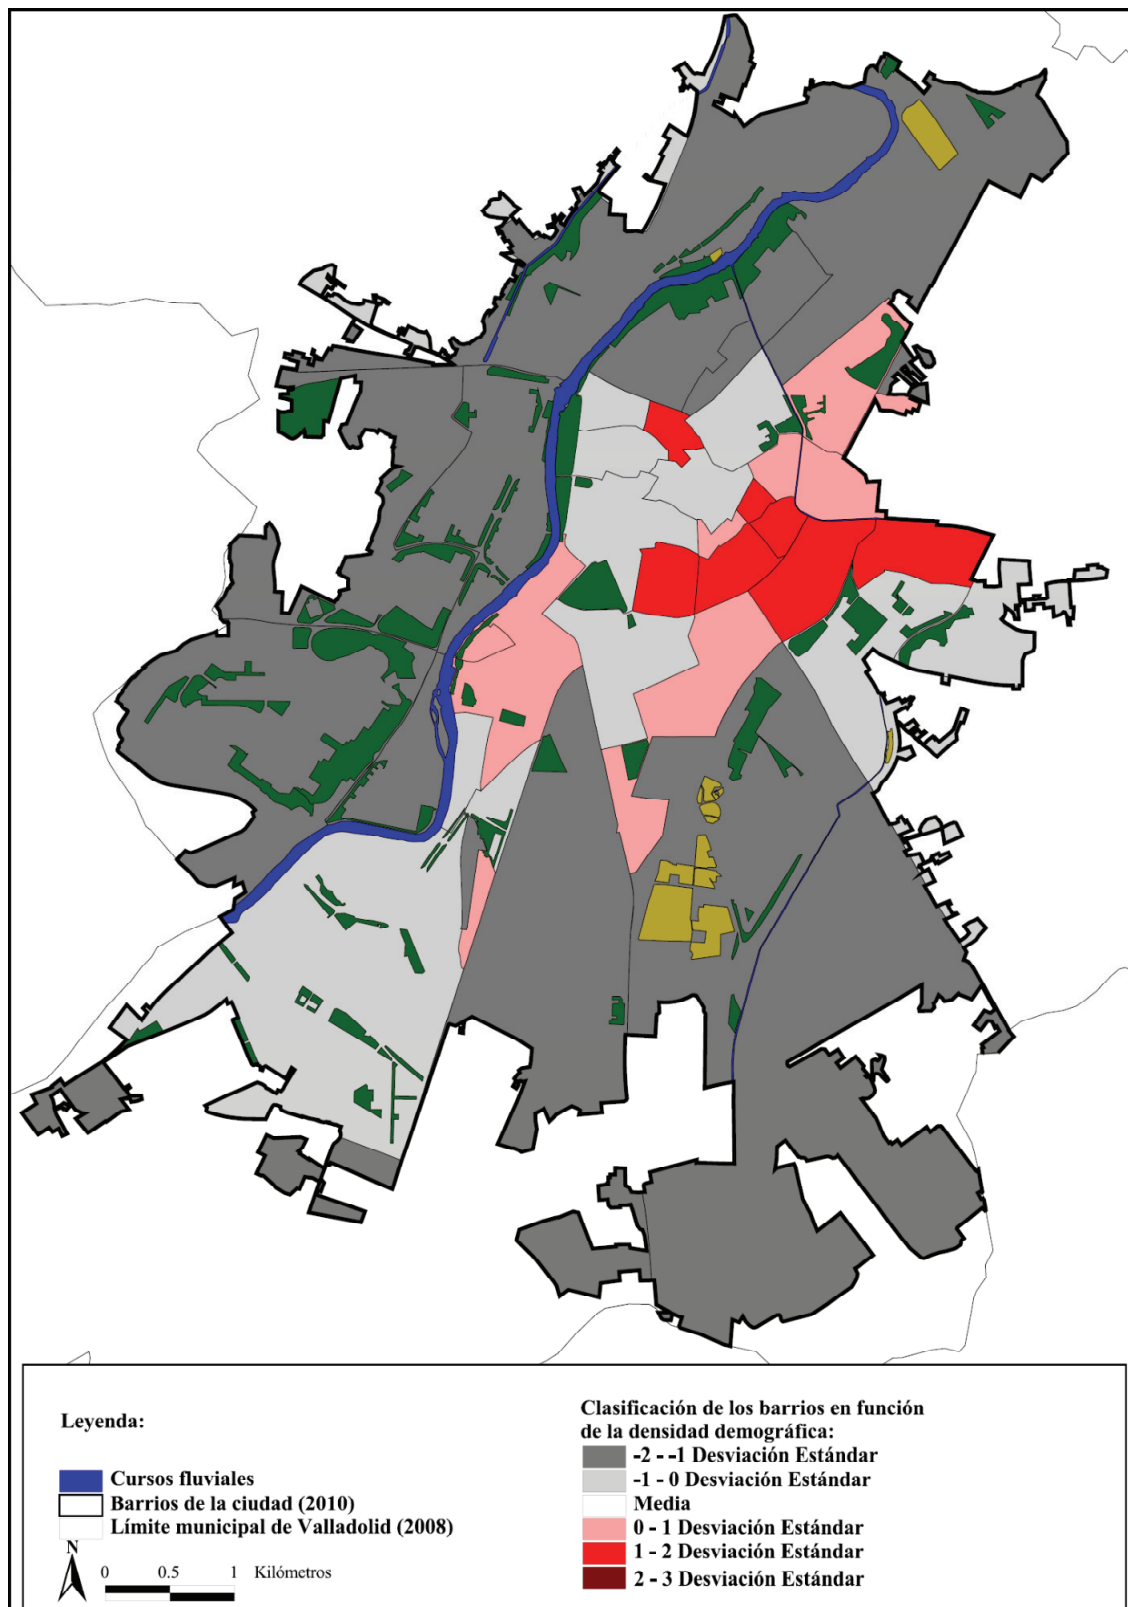 Leyenda:
Cursos fluviales
Barrios de la ciudad (2010)
Límite municipal de Valladolid (2008)
N
0 0.5 1 Kilómetros
Clasificación de los barrios en función
de la densidad demográfica:
-2 - -1 Desviación Estándar
-1 - 0 Desviación Estándar
Media
0 - 1 Desviación Estándar
1 - 2 Desviación Estándar
2 - 3 Desviación Estándar